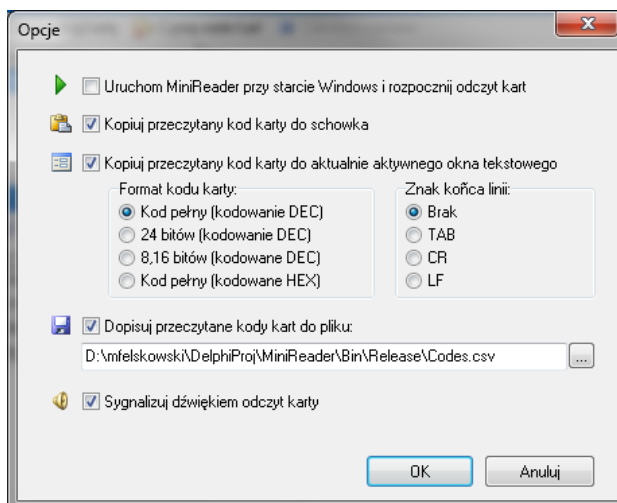 Opcje
Uruchom MiniReader przy starcie Windows i rozpocznij odczyt kart
Kopiuj przeczytany kod karty do schowka
Kopiuj przeczytany kod karty do aktualnie aktywnego okna tekstowego
Format kodu karty:
Kod pełny (kodowanie DEC)
24 bitów (kodowanie DEC)
8,16 bitów (kodowane DEC)
Kod pełny (kodowane HEX)
Znak końca linii:
Brak
TAB
CR
LF
Dopisuj przeczytane kody kart do pliku:
D:\mfelskowski\DelphiProj\MiniReader\Bin\Release\Codes.csv
...
Sygnalizuj dźwiękiem odczyt karty
OK
Anuluj